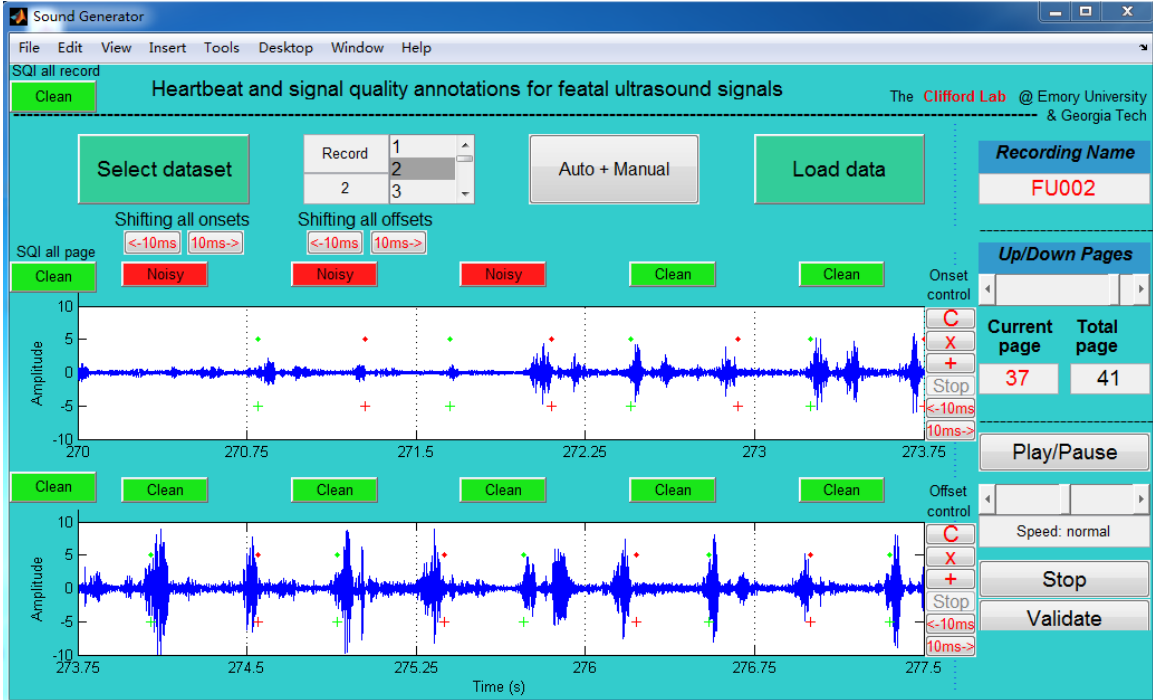 Sound Generator
File Edit View Insert Tools Desktop Window Help
SQI all record
Clean
Heartbeat and signal quality annotations for featal ultrasound signals
The Clifford Lab @ Emory University
& Georgia Tech
Select dataset
Record
2
1
2
3
Auto + Manual
Load data
Recording Name
FU002
Shifting all onsets
<-10ms 10ms->
Shifting all offsets
<-10ms 10ms->
SQI all page
Clean
Noisy Noisy Noisy Clean Clean
Onset
control
Up/Down Pages
Current
page
Total
page
37 41
Amplitude
10
5
0
-5
-10
270 270.75 271.5 272.25 273 273.75
C
X
+
Stop
<-10ms
10ms->
Play/Pause
Clean
Clean Clean Clean Clean Clean
Offset
control
Speed: normal
Amplitude
10
5
0
-5
-10
273.75 274.5 275.25 276 276.75 277.5
Time (s)
C
X
+
Stop
<-10ms
10ms->
Stop
Validate